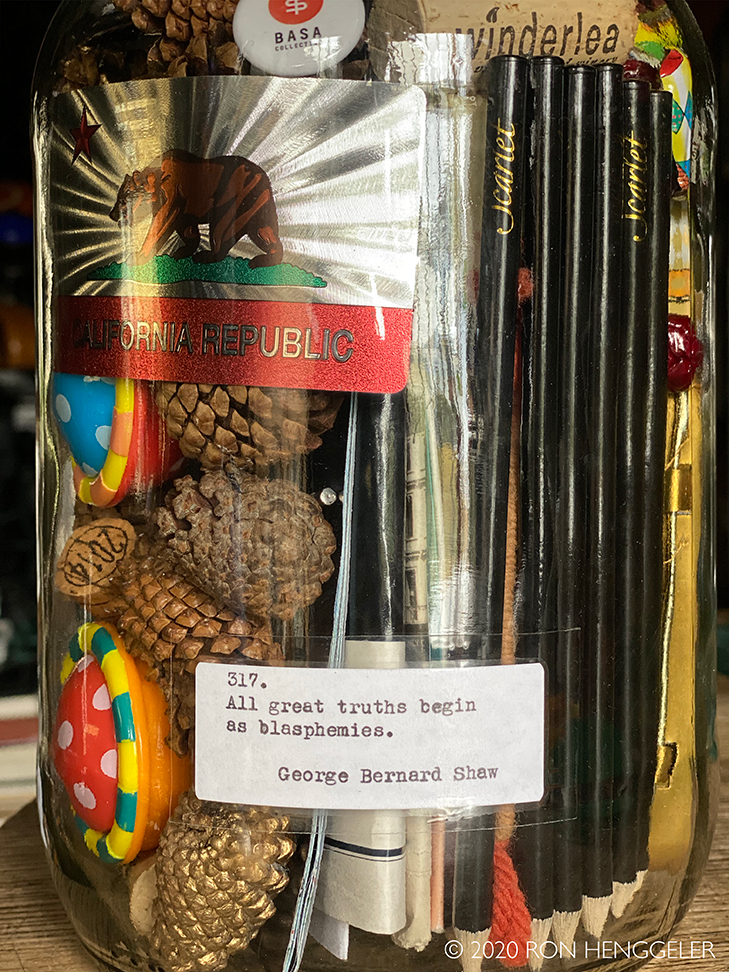 BASA
COLLECTIVE
winderlea
Scarlet
Scarlet
CALIFORNIA REPUBLIC
2014
317.
All great truths begin
as blasphemies.
George Bernard Shaw
© 2020 RON HENGGELER